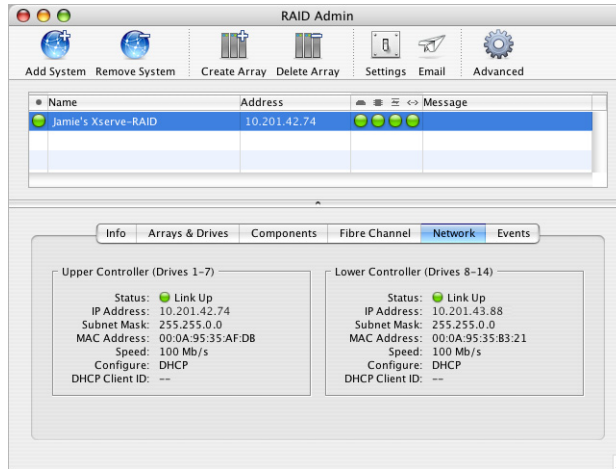 RAID Admin
Add System Remove System Create Array Delete Array Settings Email Advanced
Name Address Message
Jamie's Xserve-RAID 10.201.42.74
Info Arrays & Drives Components Fibre Channel Network Events
Upper Controller (Drives 1-7)
Status: Link Up
IP Address: 10.201.42.74
Subnet Mask: 255.255.0.0
MAC Address: 00:0A:95:35:AF:DB
Speed: 100 Mb/s
Configure: DHCP
DHCP Client ID: --
Lower Controller (Drives 8-14)
Status: Link Up
IP Address: 10.201.43.88
Subnet Mask: 255.255.0.0
MAC Address: 00:0A:95:35:B3:21
Speed: 100 Mb/s
Configure: DHCP
DHCP Client ID: --